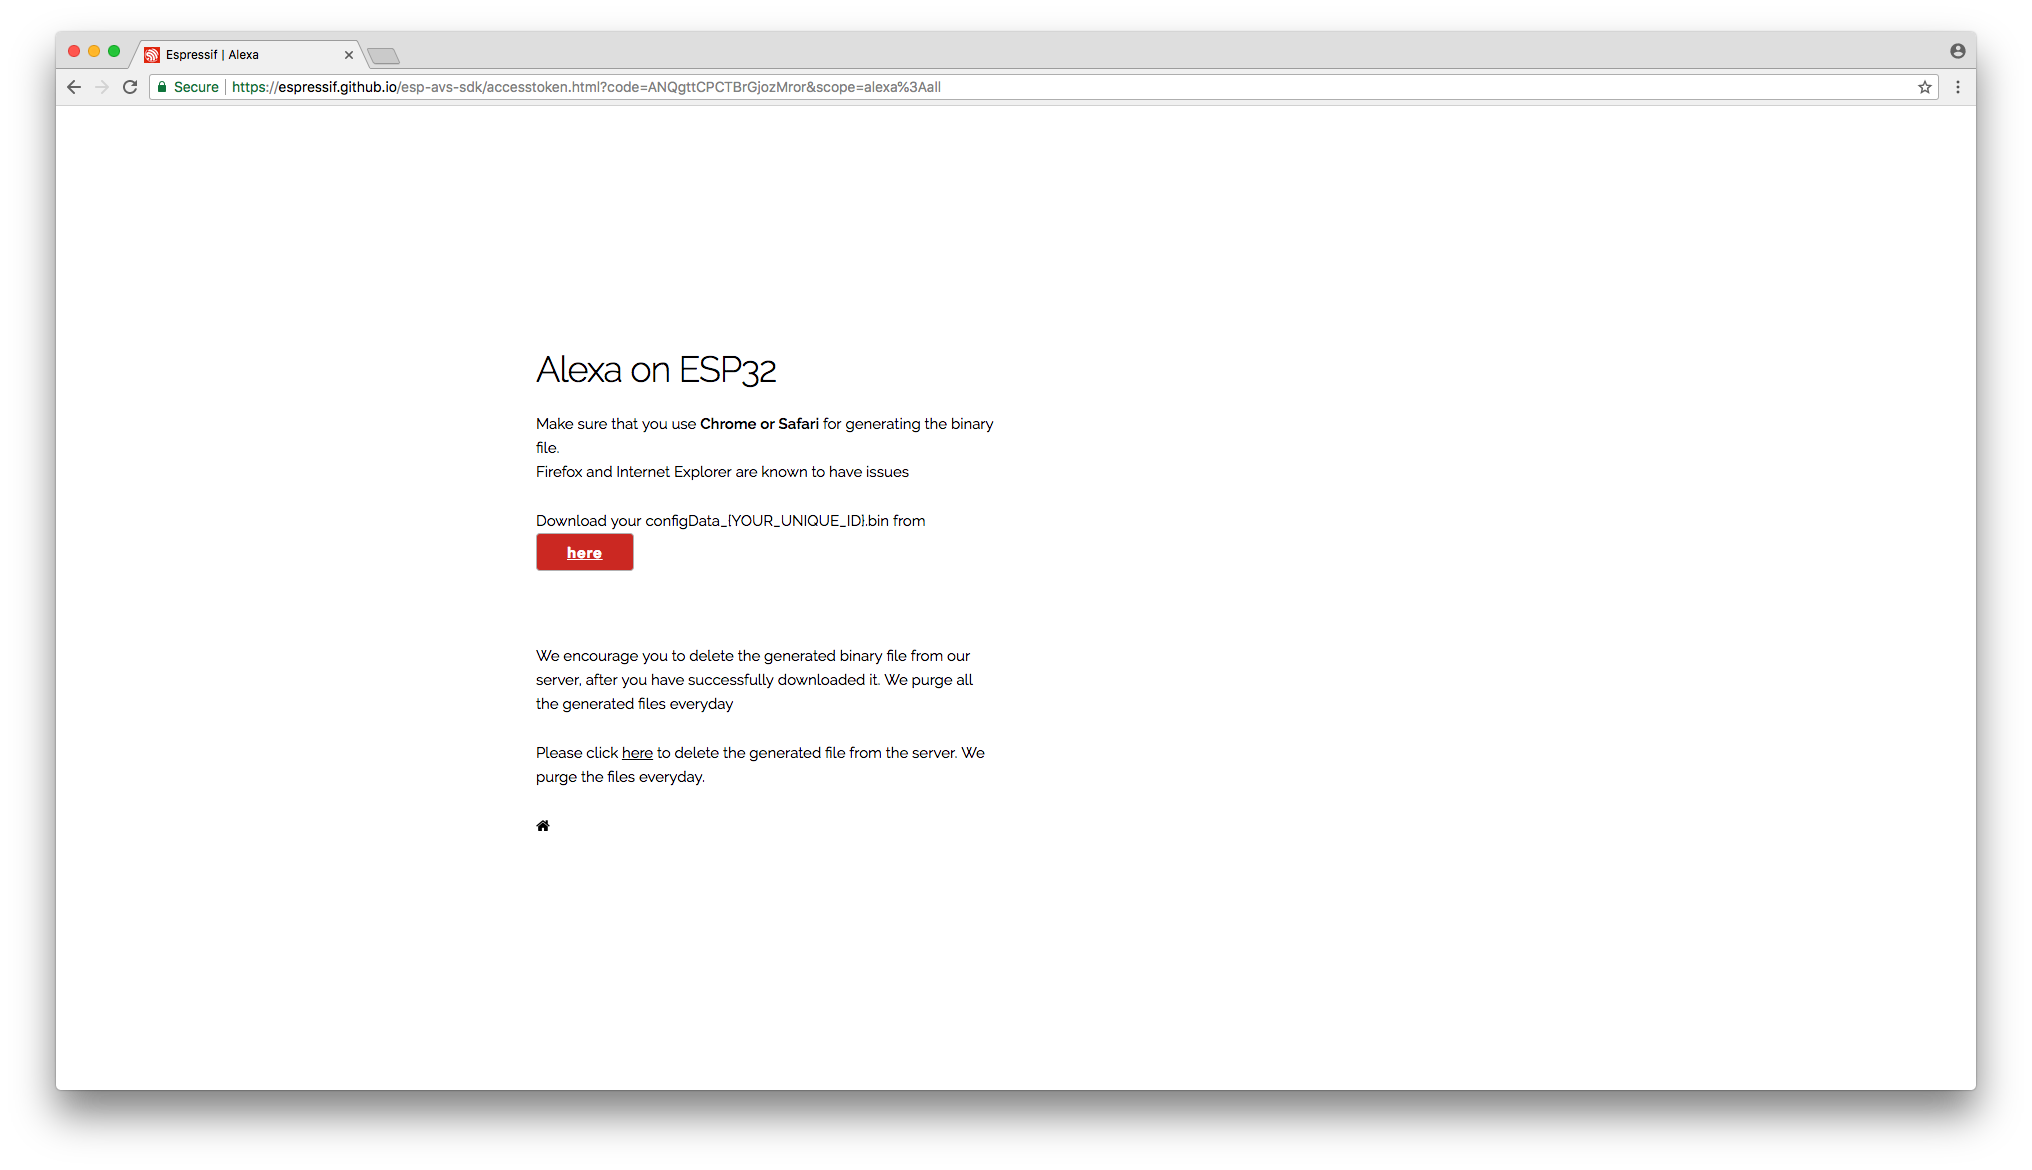 Espressif | Alexa
Secure https://espressif.github.io/esp-avs-sdk/accesstoken.html?code=ANQgttCPCTBrGjozMror&scope=alexa%3Aall
Alexa on ESP32
Make sure that you use Chrome or Safari for generating the binary
file.
Firefox and Internet Explorer are known to have issues
Download your configData_{YOUR_UNIQUE_ID}.bin from
here
We encourage you to delete the generated binary file from our
server, after you have successfully downloaded it. We purge all
the generated files everyday
Please click here to delete the generated file from the server. We
purge the files everyday.